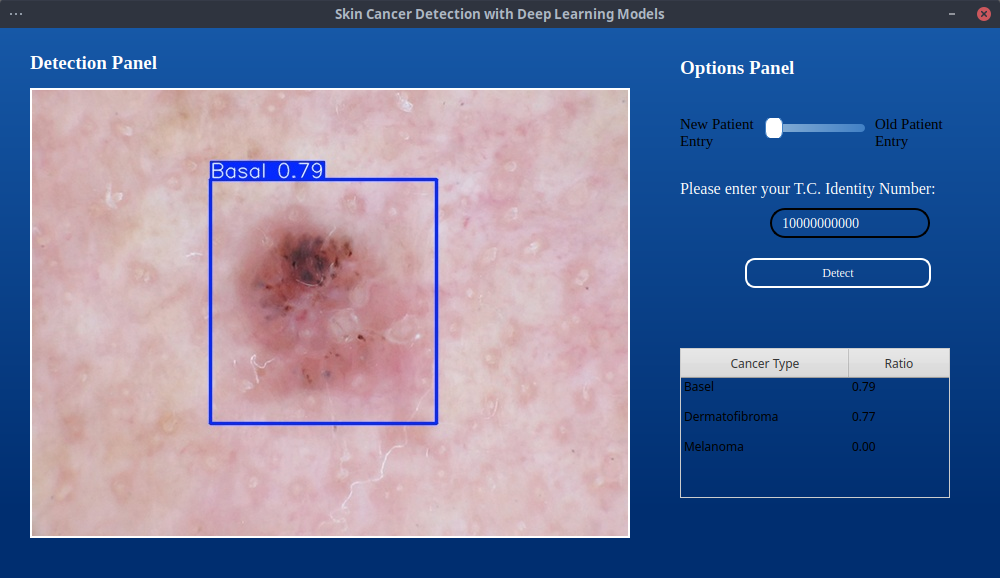 Skin Cancer Detection with Deep Learning Models
Detection Panel
Basal 0.79
Options Panel
New Patient
Entry
Old Patient
Entry
Please enter your T.C. Identity Number:
10000000000
Detect
Cancer Type Ratio
Basel 0.79
Dermatofibroma 0.77
Melanoma 0.00